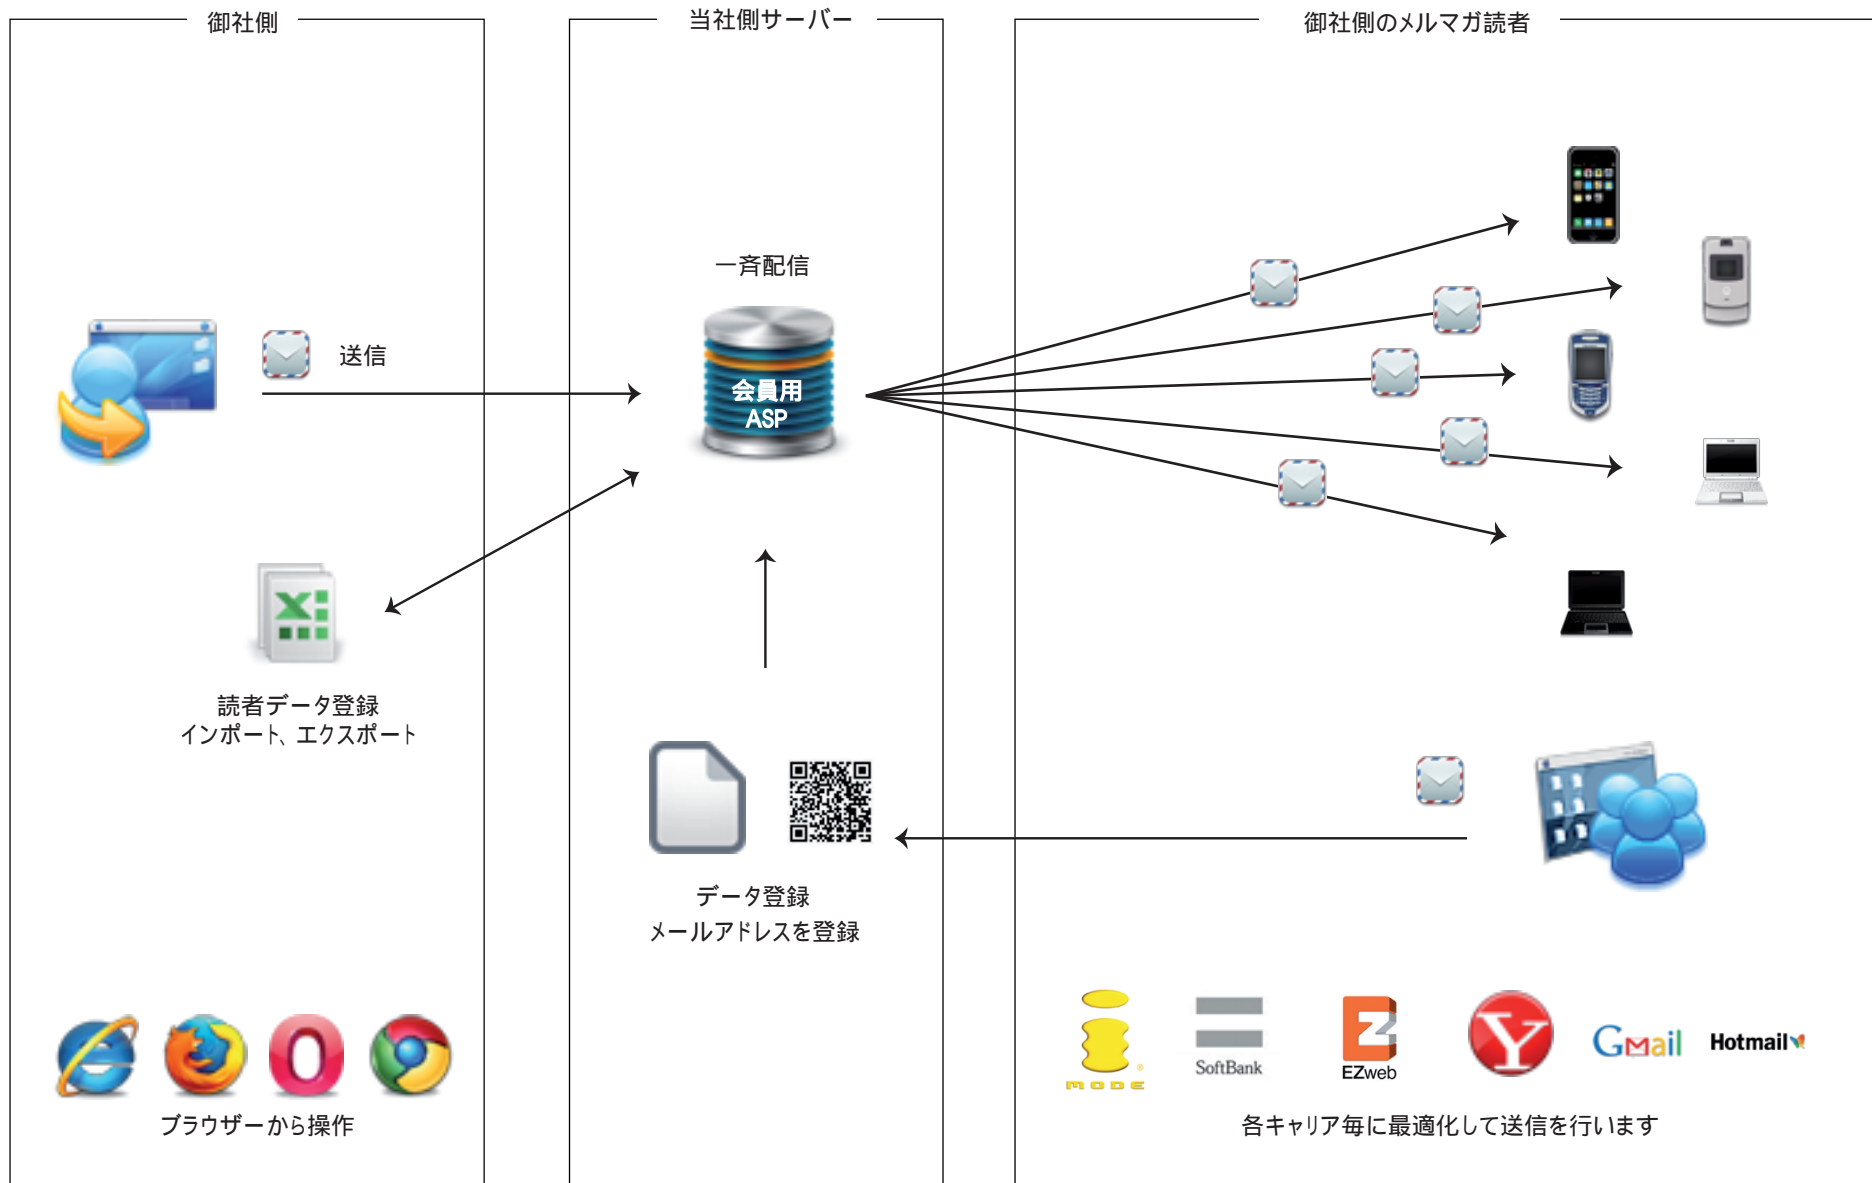 御社側
当社側サーバー
御社側のメルマガ読者
一斉配信
送信
会員用
ASP
読者データ登録
インポート、エクスポート
データ登録
メールアドレスを登録
ブラウザーから操作
MODE
SoftBank
EZweb
Y
GMail
Hotmail
各キャリア毎に最適化して送信を行います